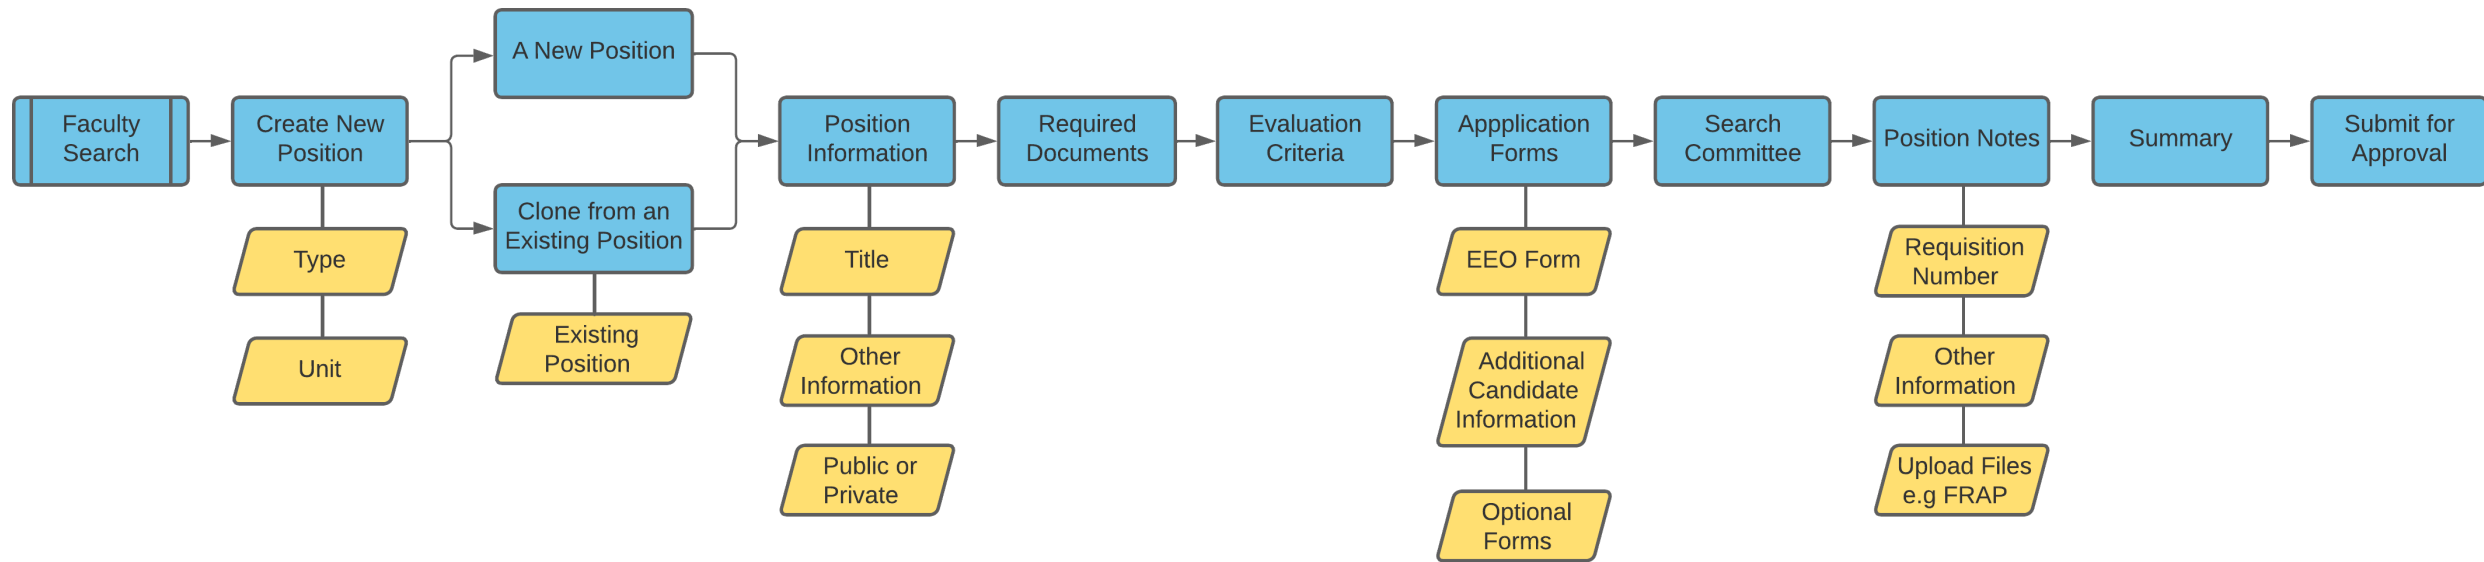 Faculty
Search
Create New
Position
Type
Unit
A New Position
Clone from an
Existing Position
Existing
Position
Position
Information
Title
Other
Information
Public or
Private
Required
Documents
Evaluation
Criteria
Appplication
Forms
EEO Form
Additional
Candidate
Information
Optional
Forms
Search
Committee
Position Notes
Requisition
Number
Other
Information
Upload Files
e.g FRAP
Summary
Submit for
Approval